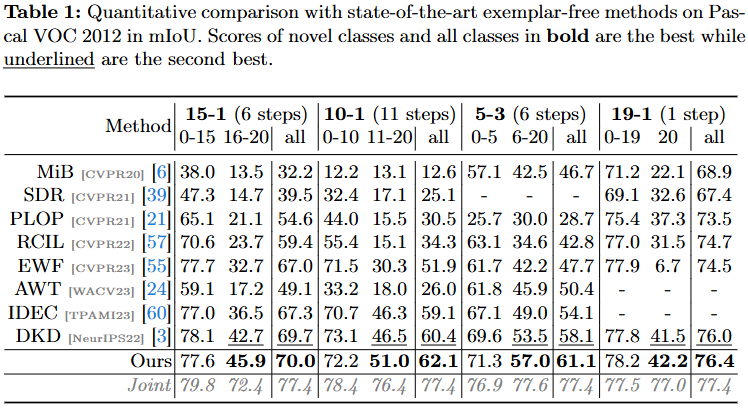 Table 1: Quantitative comparison with state-of-the-art exemplar-free methods on Pas-
cal VOC 2012 in mIoU. Scores of novel classes and all classes in bold are the best while
underlined are the second best.
Method 15-1 (6 steps) 10-1 (11 steps) 5-3 (6 steps) 19-1 (1 step)
0-15 16-20 all 0-10 11-20 all 0-5 6-20 all 0-19 20 all
MiB [CVPR20] [6] 38.0 13.5 32.2 12.2 13.1 12.6 57.1 42.5 46.7 71.2 22.1 68.9
SDR [CVPR21] [39] 47.3 14.7 39.5 32.4 17.1 25.1 - - - 69.1 32.6 67.4
PLOP [CVPR21] [21] 65.1 21.1 54.6 44.0 15.5 30.5 25.7 30.0 28.7 75.4 37.3 73.5
RCIL [CVPR22] [57] 70.6 23.7 59.4 55.4 15.1 34.3 63.1 34.6 42.8 77.0 31.5 74.7
EWF [CVPR23] [55] 77.7 32.7 67.0 71.5 30.3 51.9 61.7 42.2 47.7 77.9 6.7 74.5
AWT [WACV23] [24] 59.1 17.2 49.1 33.2 18.0 26.0 61.8 45.9 50.4 - - -
IDEC [TPAMI23] [60] 77.0 36.5 67.3 70.7 46.3 59.1 67.1 49.0 54.1 - - -
DKD [NeurIPS22] [3] 78.1 42.7 69.7 73.1 46.5 60.4 69.6 53.5 58.1 77.8 41.5 76.0
Ours 77.6 45.9 70.0 72.2 51.0 62.1 71.3 57.0 61.1 78.2 42.2 76.4
Joint 79.8 72.4 77.4 78.4 76.4 77.4 76.9 77.6 77.4 77.5 77.0 77.4